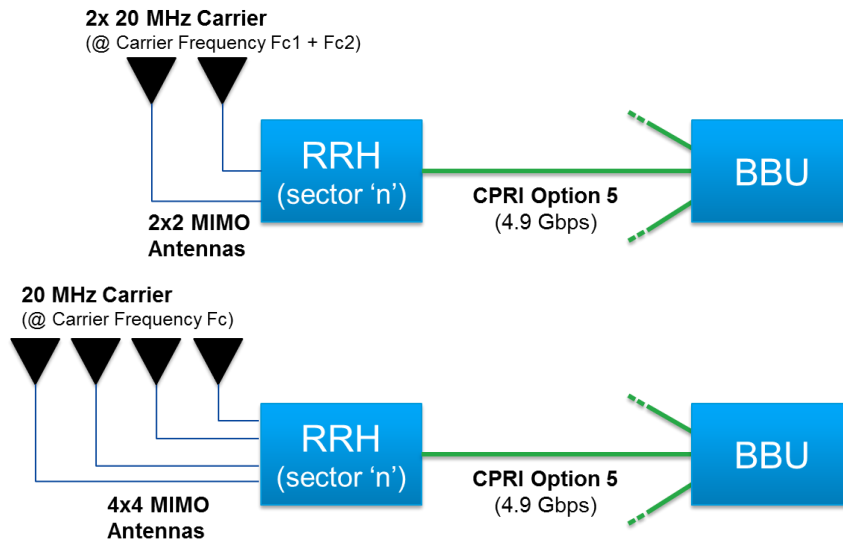 2x 20 MHz Carrier
(@ Carrier Frequency Fc1 + Fc2)
RRH
(sector ‘n’)
BBU
CPRI Option 5
(4.9 Gbps)
2x2 MIMO
Antennas
20 MHz Carrier
(@ Carrier Frequency Fc)
RRH
(sector ‘n’)
BBU
CPRI Option 5
(4.9 Gbps)
4x4 MIMO
Antennas